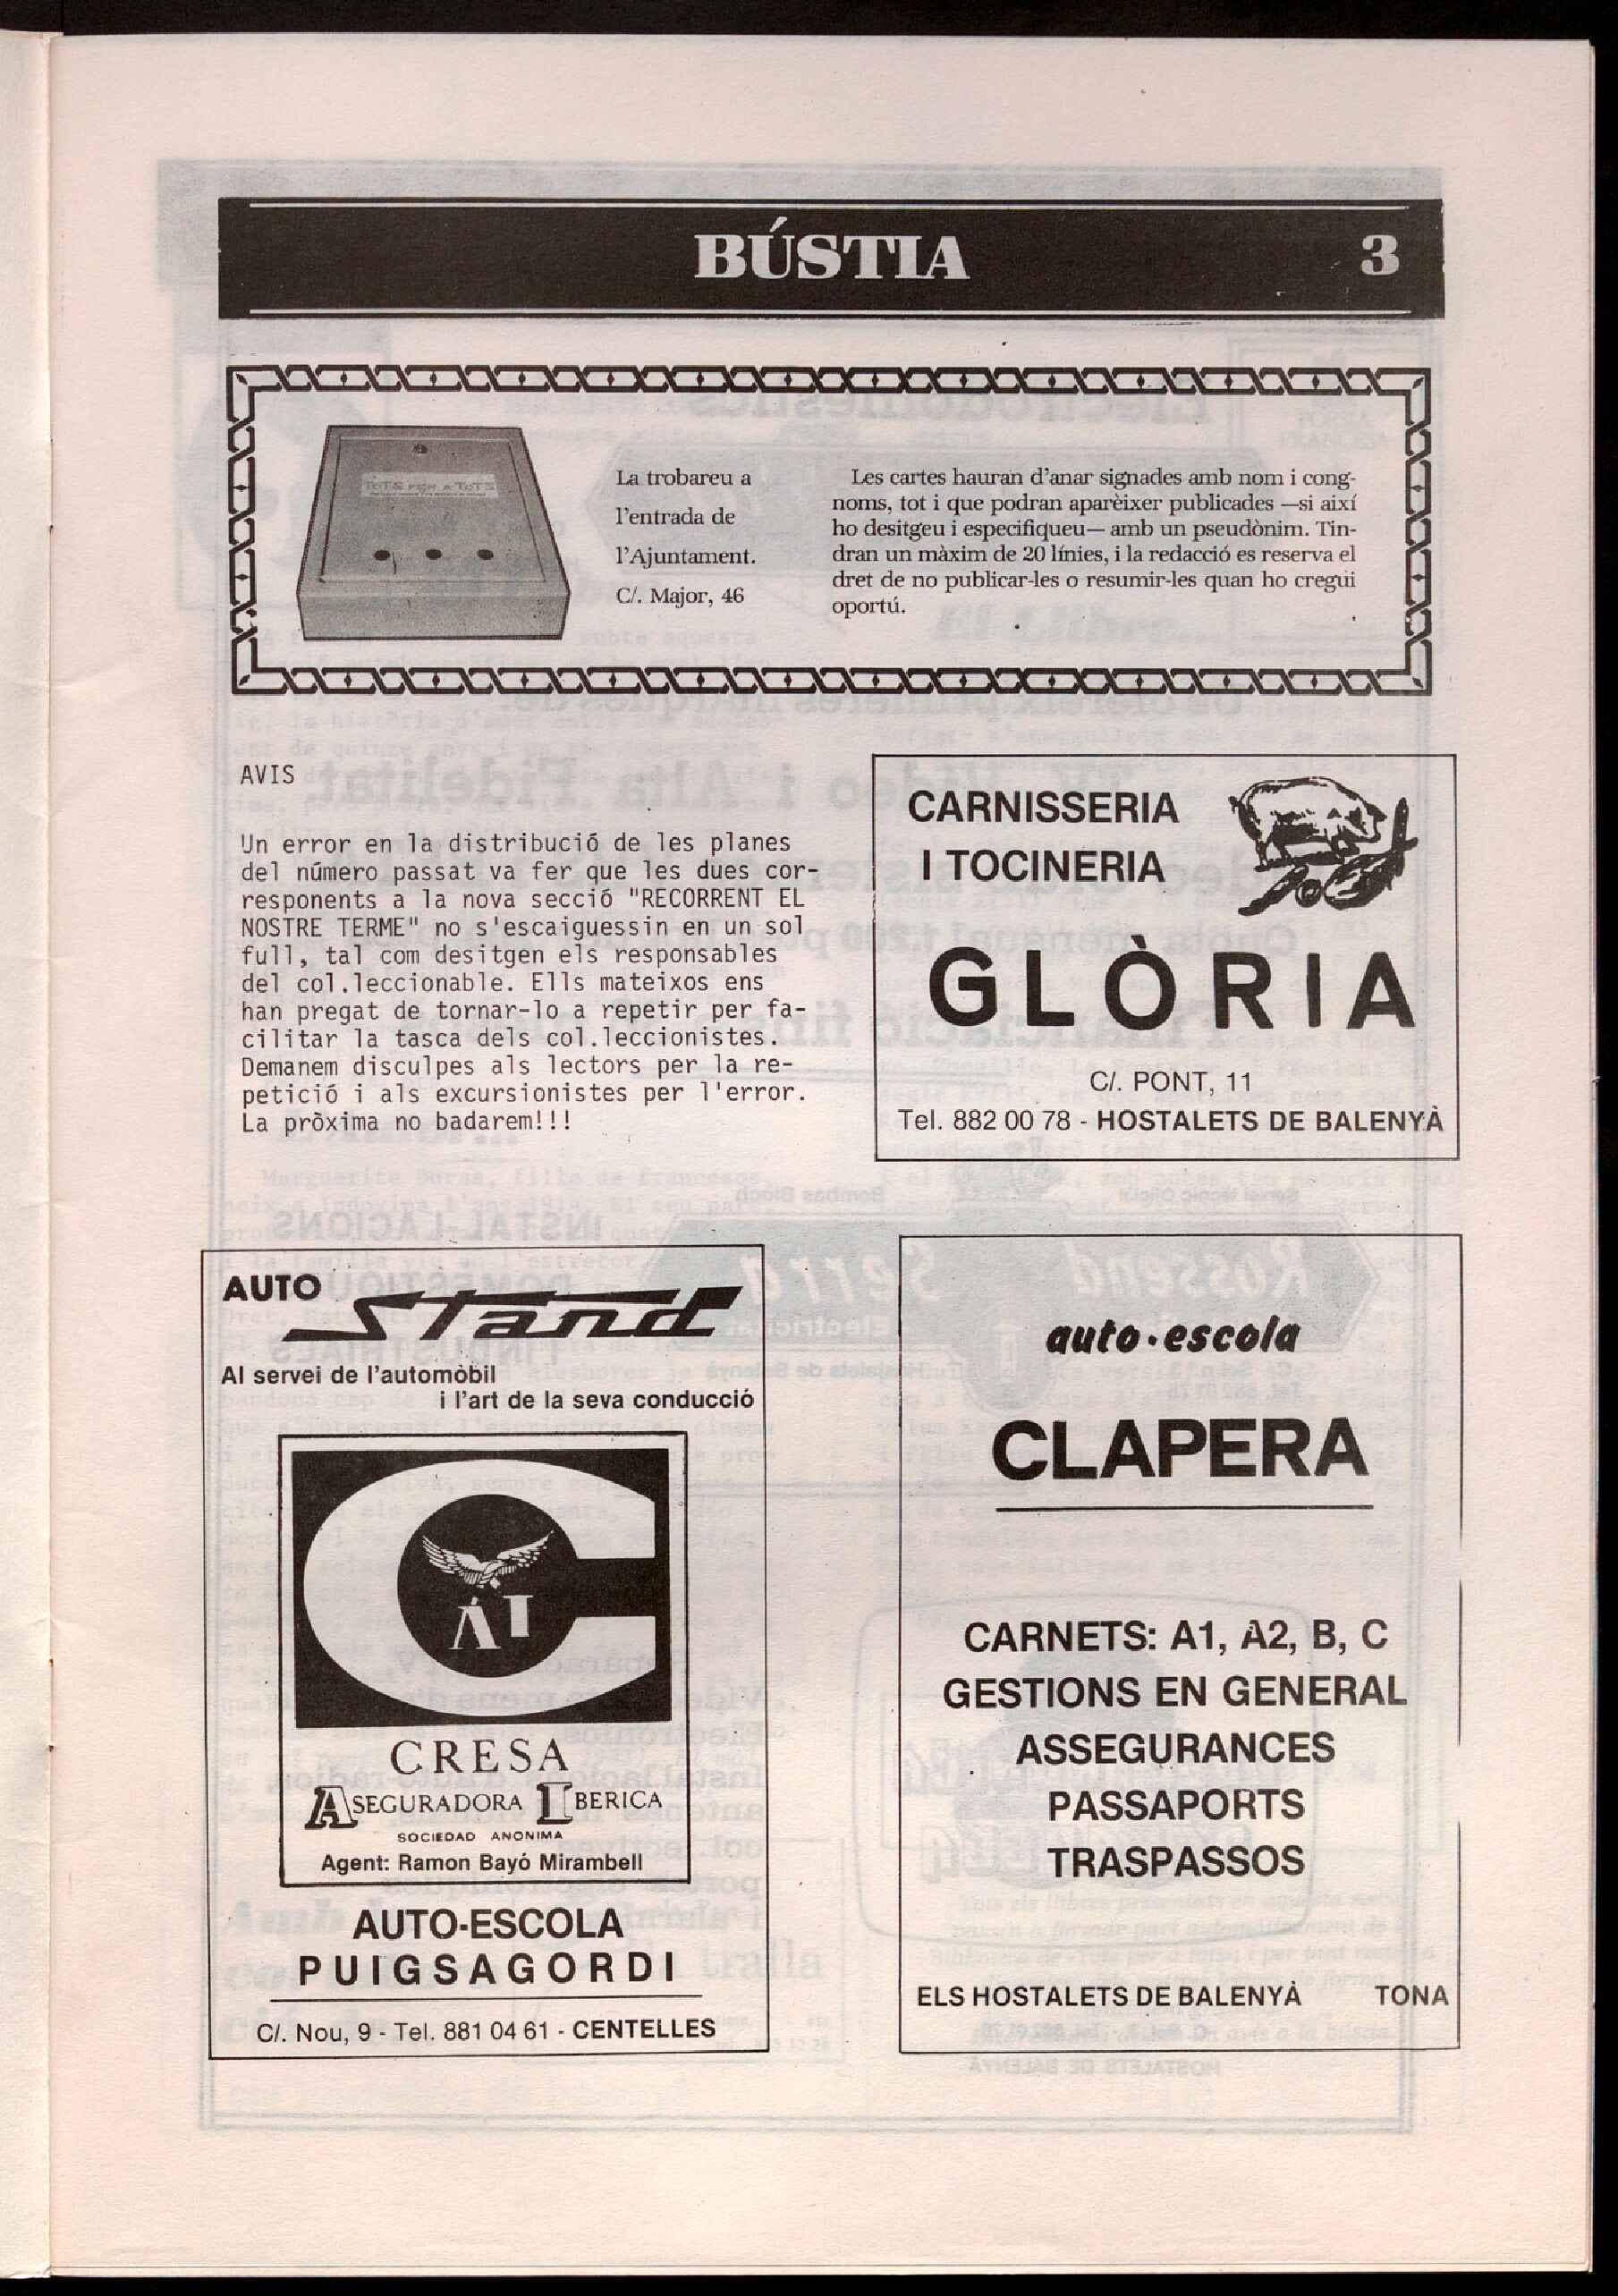 BÚSTIA
3
TOTS PER A TOTS
La trobareu a
l'entrada de
l'Ajuntament.
C/. Major, 46
Les cartes hauran d'anar signades amb nom i cong-
noms, tot i que podran aparèixer publicades —si així
ho desitgeu i especifiqueu— amb un pseudònim. Tin-
dran un màxim de 20 línies, i la redacció es reserva el
dret de no publicar-les o resumir-les quan ho cregui
oportú.
AVIS
Un error en la distribució de les planes
del número passat va fer que les dues cor-
responents a la nova secció "RECORRENT EL
NOSTRE TERME" no s'escaiguessin en un sol
full, tal com desitgen els responsables
del col.leccionable. Ells mateixos ens
han pregat de tornar-lo a repetir per fa-
cilitar la tasca dels col.leccionistes.
Demanem disculpes als lectors per la re-
petició i als excursionistes per l'error.
La pròxima no badarem!!!
CARNISSERIA
I TOCINERIA
GLÒRIA
C/. PONT, 11
Tel. 882 00 78 - HOSTALETS DE BALENYÀ
AUTO
Stand
Al servei de l'automòbil
i l'art de la seva conducció
AI
CRESA
ASEGURADORA IBERICA
SOCIEDAD ANONIMA
Agent: Ramon Bayó Mirambell
AUTO-ESCOLA
PUIGSAGORDI
C/. Nou, 9 - Tel. 881 04 61 - CENTELLES
auto-escola
CLAPERA
CARNETS: A1, A2, B, C
GESTIONS EN GENERAL
ASSEGURANCES
PASSAPORTS
TRASPASSOS
ELS HOSTALETS DE BALENYÀ TONA